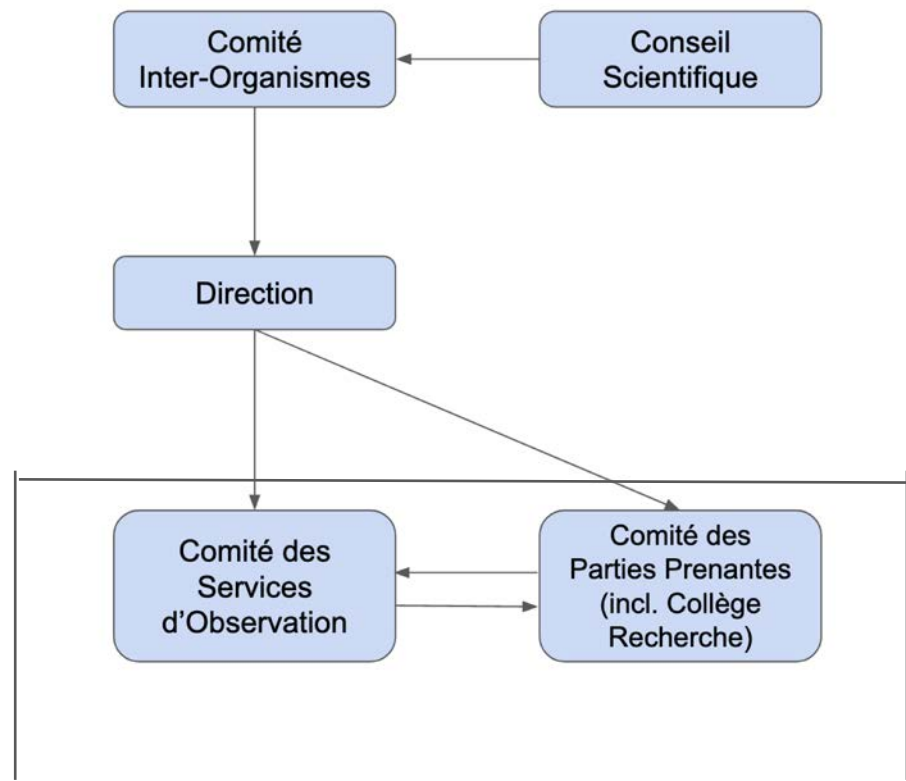 Comité
Inter-Organismes
Conseil
Scientifique
Direction
Comité des
Services
d’Observation
Comité des
Parties Prenantes
(incl. Collège
Recherche)